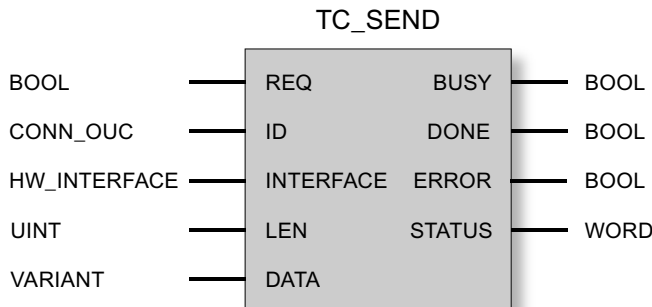 TC_SEND
BOOL REQ BUSY BOOL
CONN_OUC ID DONE BOOL
HW_INTERFACE INTERFACE ERROR BOOL
UINT LEN STATUS WORD
VARIANT DATA